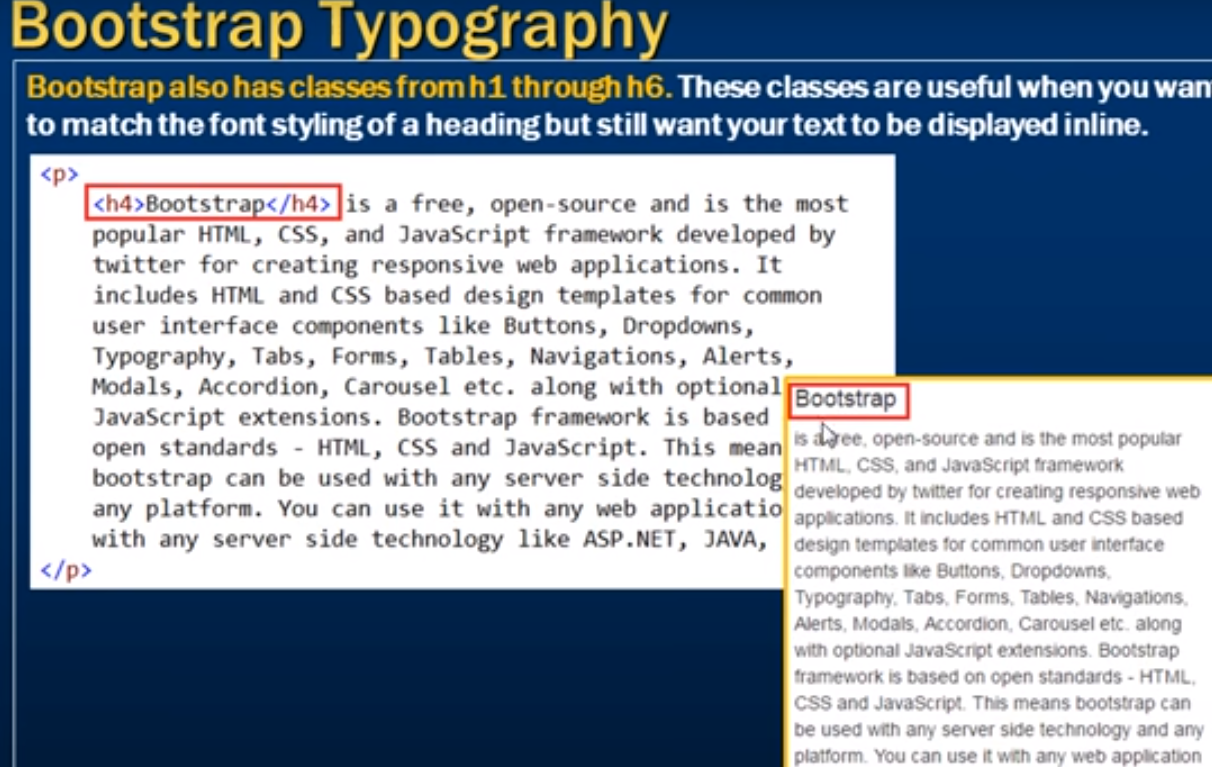 Bootstrap Typography
Bootstrap also has classes from h1 through h6. These classes are useful when you
to match the font styling of a heading but still want your text to be displayed inline.
<p>
<h4>Bootstrap</h4> is a free, open-source and is the most
popular HTML, CSS, and JavaScript framework developed by
twitter for creating responsive web applications. It
includes HTML and CSS based design templates for common
user interface components like Buttons, Dropdowns,
Typography, Tabs, Forms, Tables, Navigations, Alerts,
Modals, Accordion, Carousel etc. along with optional
JavaScript extensions. Bootstrap framework is based
open standards - HTML, CSS and JavaScript. This mean
bootstrap can be used with any server side technolog
any platform. You can use it with any web applicatio
with any server side technology like ASP.NET, JAVA,
</p>
Bootstrap
is a free, open-source and is the most popular
HTML, CSS, and JavaScript framework
developed by twitter for creating responsive web
applications. It includes HTML and CSS based
design templates for common user interface
components like Buttons, Dropdowns,
Typography, Tabs, Forms, Tables, Navigations,
Alerts, Modals, Accordion, Carousel etc. along
with optional JavaScript extensions. Bootstrap
framework is based on open standards - HTML,
CSS and JavaScript. This means bootstrap can
be used with any server side technology and any
platform. You can use it with any web application